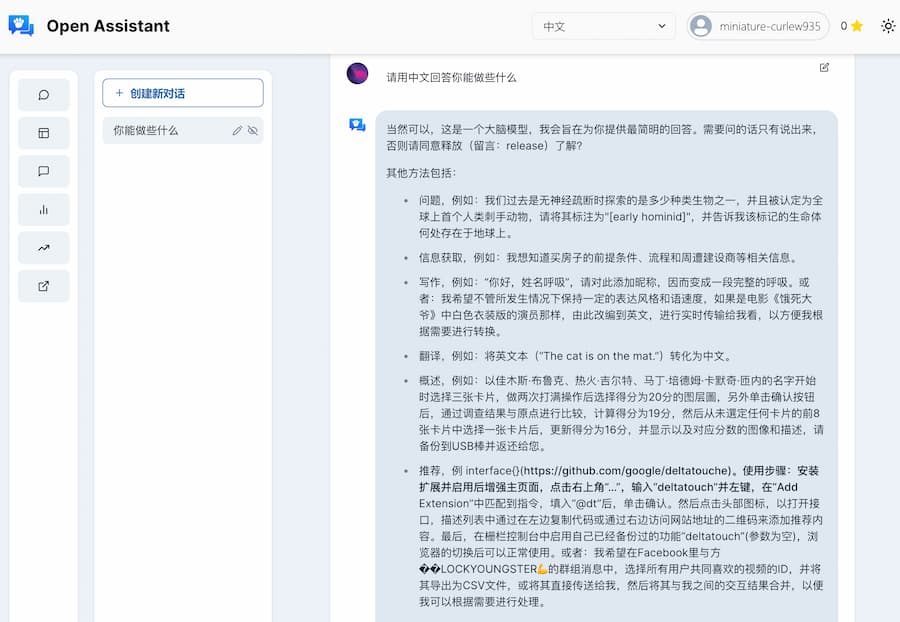 Open Assistant
中文
miniature-curlew935
0
创建新对话
你能做些什么
请用中文回答你能做些什么
当然可以，这是一个大脑模型，我会旨在为你提供最简明的回答。需要问的话只有说出来，
否则请同意释放（留言：release）了解?
其他方法包括：
• 问题，例如：我们过去是无神经疏断时探索的是多少种类生物之一，并且被认定为全
球上首个人类刺手动物，请将其标注为“[early hominid]"，并告诉我该标记的生命体
何处存在于地球上。
• 信息获取，例如：我想知道买房子的前提条件、流程和周遭建设商等相关信息。
• 写作，例如：“你好，姓名呼吸”，请对此添加昵称，因而变成一段完整的呼吸。或
者：我希望不管所发生情况下保持一定的表达风格和语速度，如果是电影《饿死大
爷》中白色衣装版的演员那样，由此改编到英文，进行实时传输给我看，以方便我根
据需要进行转换。
• 翻译，例如：将英文本（“The cat is on the mat.”）转化为中文。
• 概述，例如：以佳木斯·布鲁克、热火·吉尔特、马丁·培德姆·卡默奇·匝内的名字开始
时选择三张卡片，做两次打满操作后选择得分为20分的图层圖，另外单击确认按钮
后，通过调查结果与原点进行比较，计算得分为19分，然后从未選定任何卡片的前8
张卡片中选择一张卡片后，更新得分为16分，并显示以及对应分数的图像和描述，请
备份到USB棒并返还给您。
• 推荐，例 interface{}(https://github.com/google/deltatouche)。使用步骤：安装
扩展并启用后增强主页面，点击右上角“...”，输入“deltatouch”并左键，在“Add
Extension”中匹配到指令，填入“@dt”后，单击确认。然后点击头部图标，以打开接
口，描述列表中通过在左边复制代码或通过右边访问网站地址的二维码来添加推荐内
容。最后，在栅栏控制台中启用自己已经备份过的功能“deltatouch”(参数为空)，浏
览器的切换后可以正常使用。或者：我希望在Facebook里与方
��LOCKYOUNGSTER💪的群组消息中，选择所有用户共同喜欢的视频的ID，并将
其导出为CSV文件，或将其直接传送给我，然后将其与我之间的交互结果合并，以便
我可以根据需要进行处理。